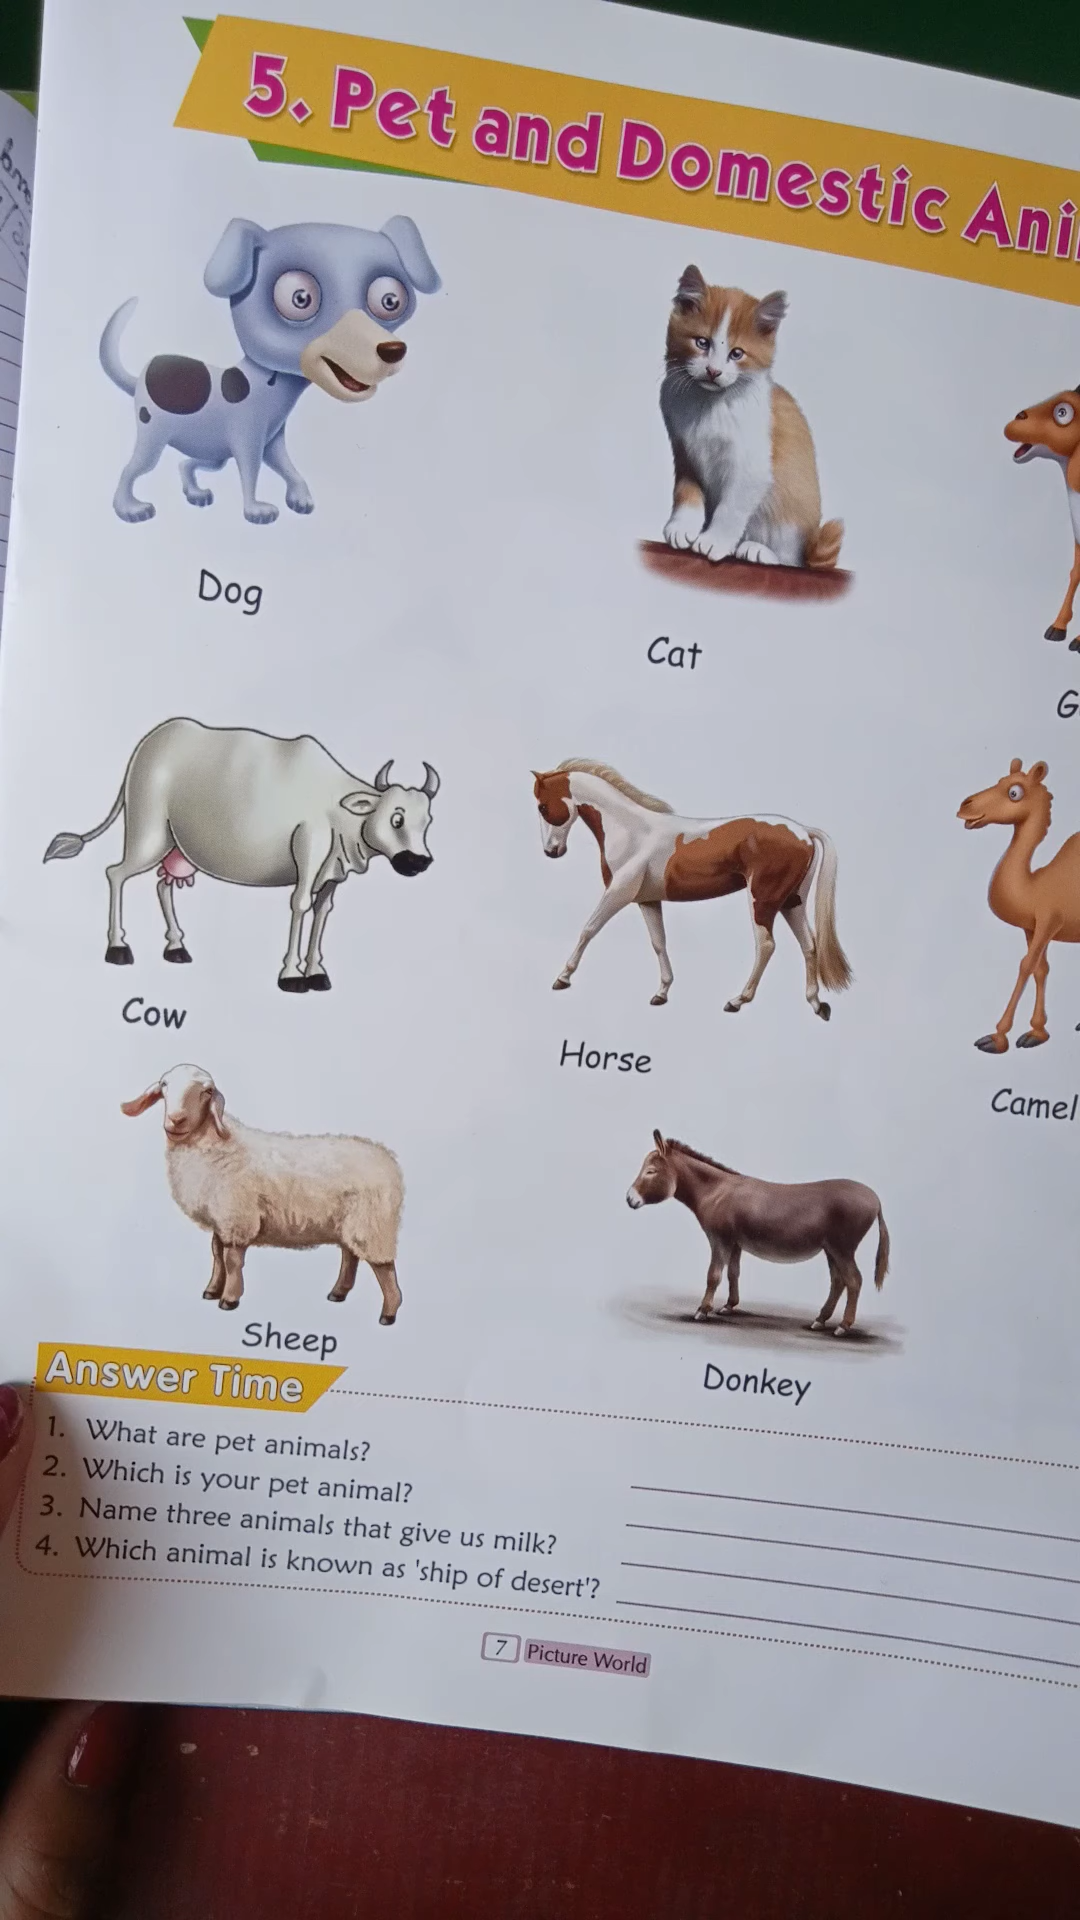 5. Pet and Domestic
Dog
Cat
Cow
Horse
Camel
Sheep
Donkey
Answer Time
1. What are pet animals?
2. Which is your pet animal?
3. Name three animals that give us milk?
4. Which animal is known as 'ship of desert'?
7 Picture World